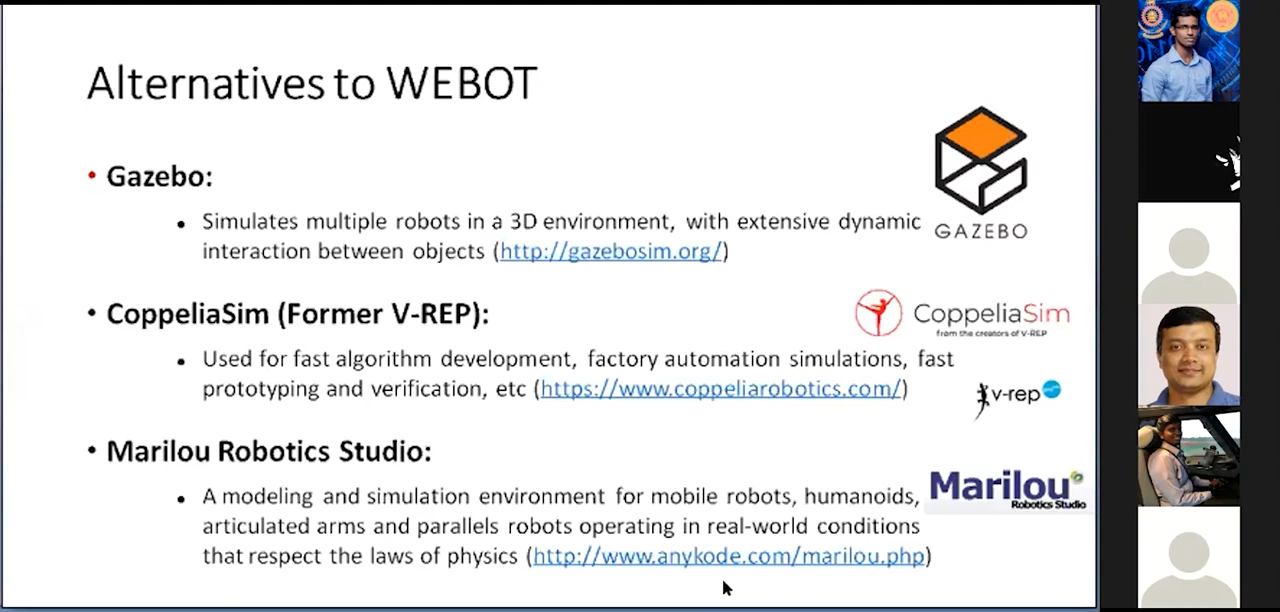 Alternatives to WEBOT
• Gazebo:
• Simulates multiple robots in a 3D environment, with extensive dynamic
interaction between objects (http://gazebosim.org/)
GAZEBO
• CoppeliaSim (Former V-REP):
CoppeliaSim
from the creators of V-REP
• Used for fast algorithm development, factory automation simulations, fast
prototyping and verification, etc (https://www.coppeliarobotics.com/)
v-rep
• Marilou Robotics Studio:
Marilou
Robotics Studio
• A modeling and simulation environment for mobile robots, humanoids,
articulated arms and parallels robots operating in real-world conditions
that respect the laws of physics (http://www.anykode.com/marilou.php)